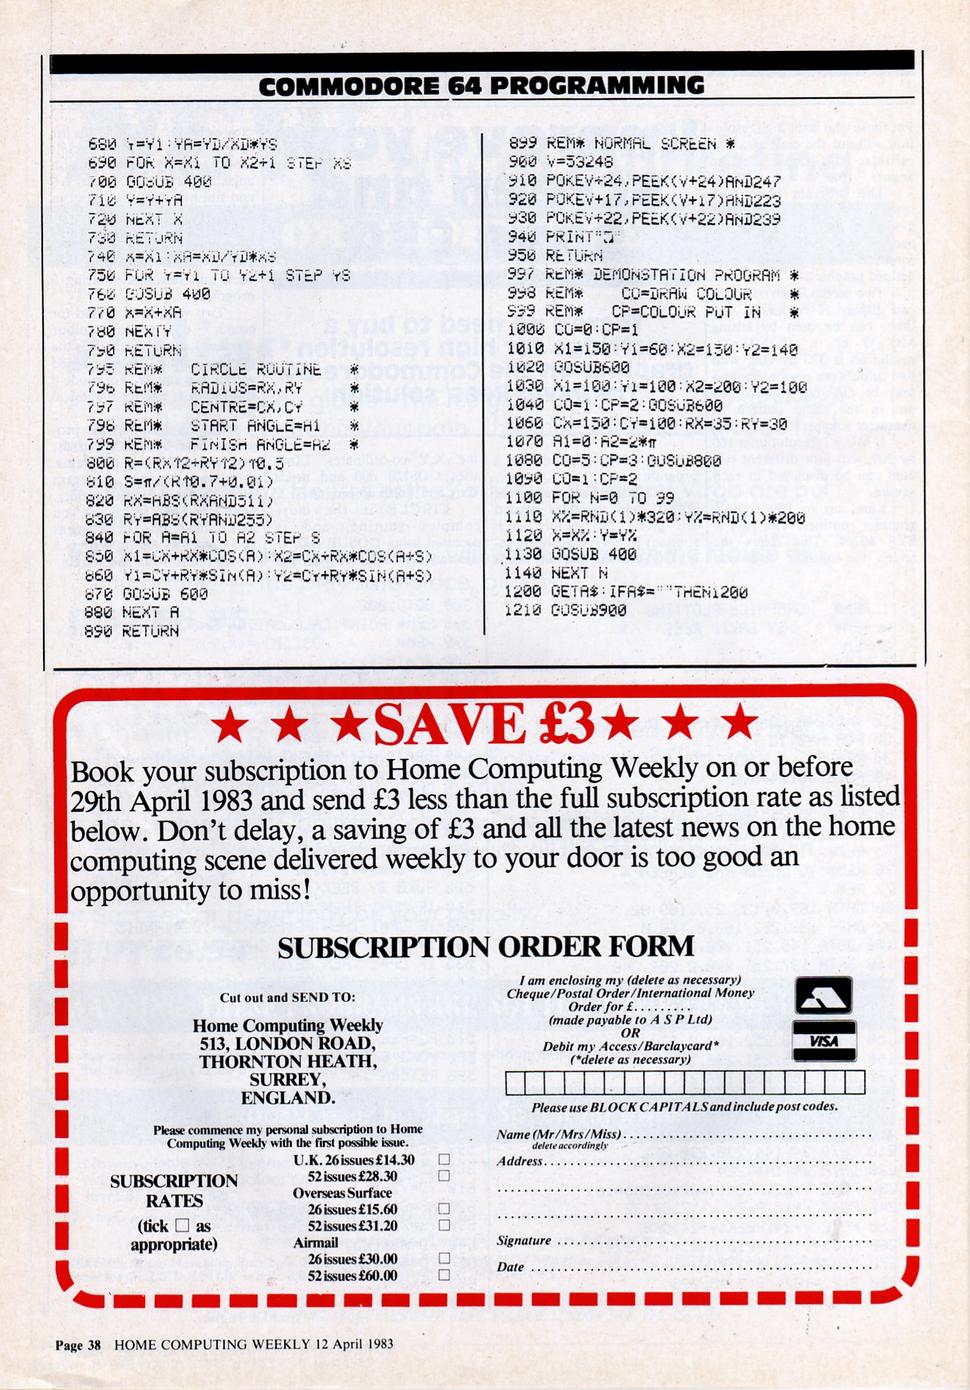 COMMODORE 64 PROGRAMMING
680 Y=Y1:YA=YD/XD*YS
690 FOR X=X1 TO X2+1 STEP XS
700 GOSUB 400
710 Y=Y+YA
720 NEXT X
730 RETURN
740 X=X1:XA=XD/YD*XS
750 FOR Y=Y1 TO Y2+1 STEP YS
760 GOSUB 400
770 X=X+XA
780 NEXTY
790 RETURN
795 REM* CIRCLE ROUTINE *
796 REM* RADIUS=RX,RY *
797 REM* CENTRE=CX,CY *
798 REM* START ANGLE=A1 *
799 REM* FINISH ANGLE=A2 *
800 R=(RX↑2+RY↑2)↑0.5
810 S=π/(R↑0.7+0.01)
820 RX=ABS(RXAND511)
830 RY=ABS(RYAND255)
840 FOR A=A1 TO A2 STEP S
850 X1=CX+RX*COS(A):X2=CX+RX*COS(A+S)
860 Y1=CY+RY*SIN(A):Y2=CY+RY*SIN(A+S)
870 GOSUB 600
880 NEXT A
890 RETURN
899 REM* NORMAL SCREEN *
900 V=53248
910 POKEV+24,PEEK(V+24)AND247
920 POKEV+17,PEEK(V+17)AND223
930 POKEV+22,PEEK(V+22)AND239
940 PRINT""
950 RETURN
997 REM* DEMONSTATION PROGRAM *
998 REM* CO=DRAW COLOUR *
999 REM* CP=COLOUR PUT IN *
1000 CO=0:CP=1
1010 X1=150:Y1=60:X2=150:Y2=140
1020 GOSUB600
1030 X1=100:Y1=100:X2=200:Y2=100
1040 CO=1:CP=2:GOSUB600
1060 CX=150:CY=100:RX=35:RY=30
1070 A1=0:A2=2*π
1080 CO=5:CP=3:GOSUB800
1090 CO=1:CP=2
1100 FOR N=0 TO 99
1110 X%=RND(1)*320:Y%=RND(1)*200
1120 X=X%:Y=Y%
1130 GOSUB 400
1140 NEXT N
1200 GETA$:IFA$=""THEN1200
1210 GOSUB900
★ ★ ★SAVE £3★ ★ ★
Book your subscription to Home Computing Weekly on or before
29th April 1983 and send £3 less than the full subscription rate as listed
below. Don't delay, a saving of £3 and all the latest news on the home
computing scene delivered weekly to your door is too good an
opportunity to miss!
SUBSCRIPTION ORDER FORM
Cut out and SEND TO:
Home Computing Weekly
513, LONDON ROAD,
THORNTON HEATH,
SURREY,
ENGLAND.
Please commence my personal subscription to Home
Computing Weekly with the first possible issue.
SUBSCRIPTION
RATES
(tick □ as
appropriate)
U.K. 26 issues £14.30 □
52 issues £28.30 □
Overseas Surface
26 issues £15.60 □
52 issues £31.20 □
Airmail
26 issues £30.00 □
52 issues £60.00 □
I am enclosing my (delete as necessary)
Cheque/Postal Order/International Money
Order for £.........
(made payable to A S P Ltd)
OR
Debit my Access/Barclaycard*
(*delete as necessary)
VISA
Please use BLOCK CAPITALS and include post codes.
Name (Mr/Mrs/Miss)........................................
delete accordingly
Address........................................
Signature ........................................
Date ........................................
Page 38 HOME COMPUTING WEEKLY 12 April 1983